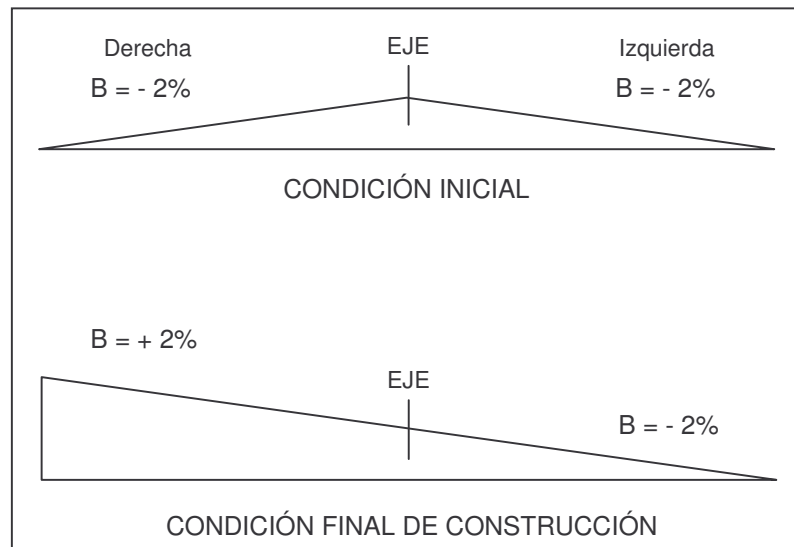 Derecha EJE Izquierda
B = - 2% B = - 2%
CONDICIÓN INICIAL
B = + 2%
EJE
B = - 2%
CONDICIÓN FINAL DE CONSTRUCCIÓN